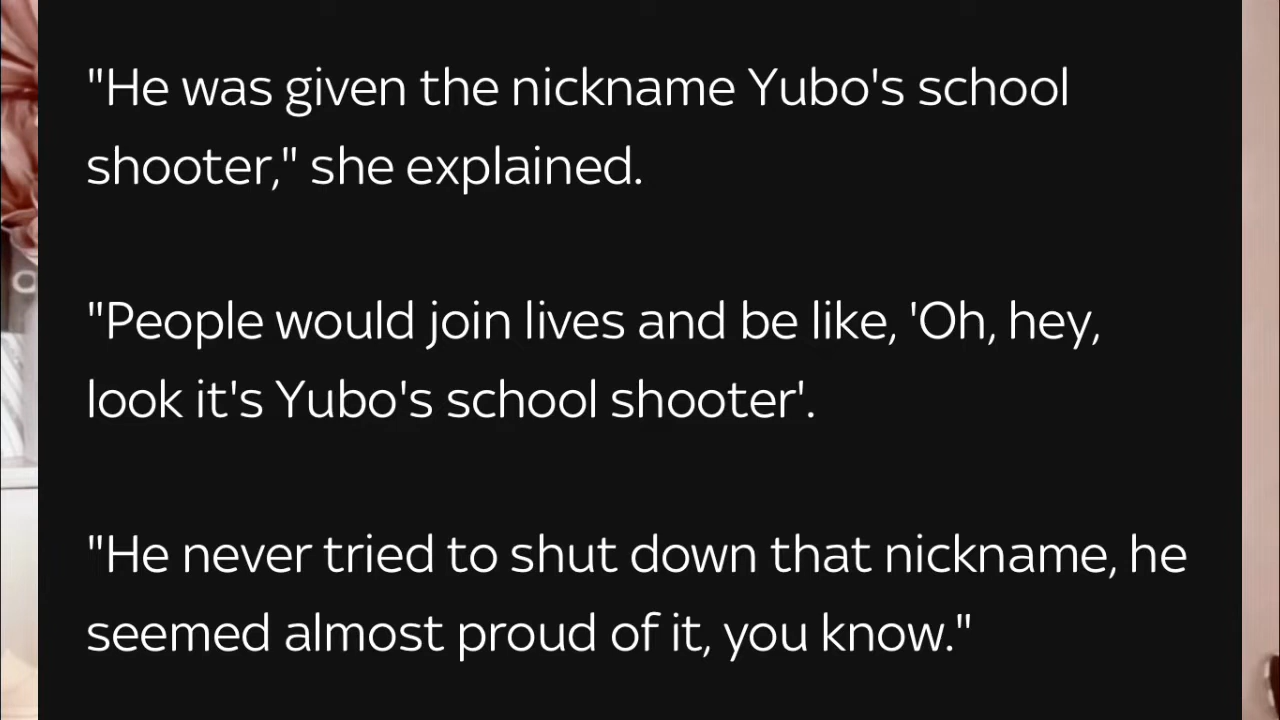 "He was given the nickname Yubo's school
shooter," she explained.
"People would join lives and be like, 'Oh, hey,
look it's Yubo's school shooter'.
"He never tried to shut down that nickname, he
seemed almost proud of it, you know."